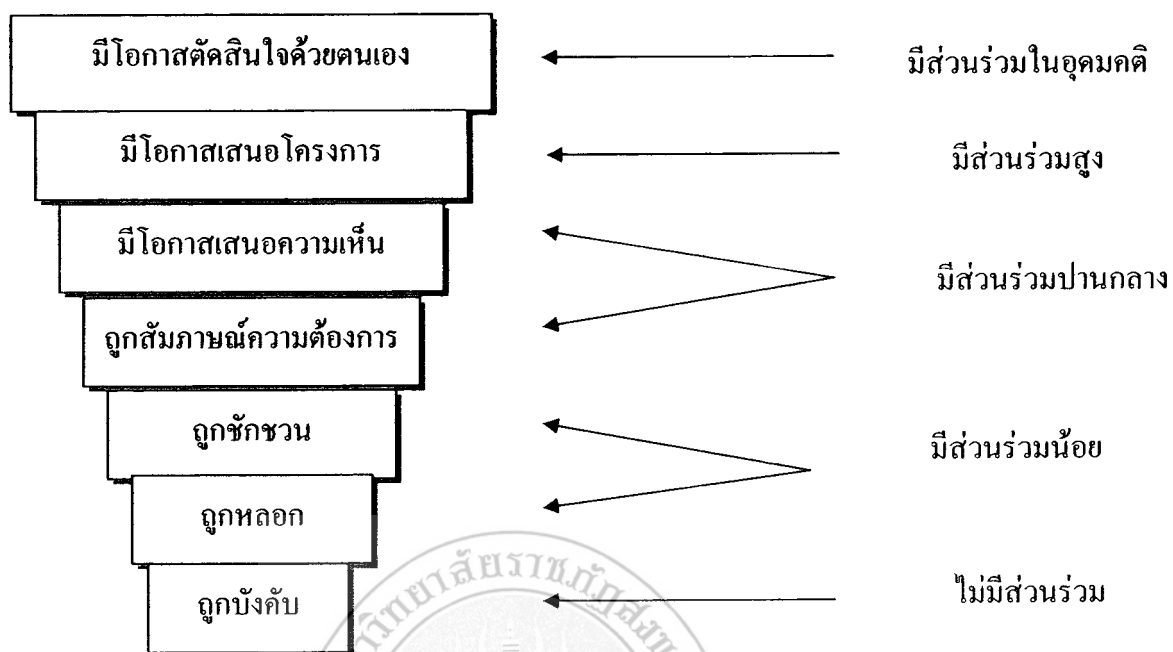 มีโอกาสตัดสินใจด้วยตนเอง
มีส่วนร่วมในอุดมคติ
มีโอกาสเสนอโครงการ
มีส่วนร่วมสูง
มีโอกาสเสนอความเห็น
มีส่วนร่วมปานกลาง
ถูกสัมภาษณ์ความต้องการ
ถูกชักชวน
มีส่วนร่วมน้อย
ถูกหลอก
ถูกบังคับ
ไม่มีส่วนร่วม